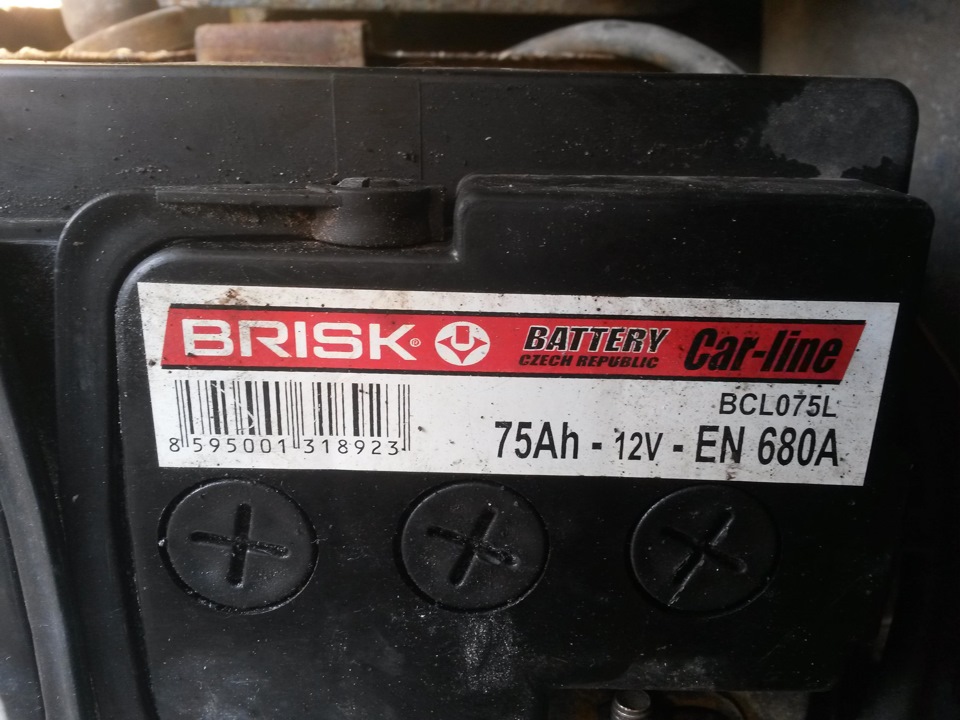 BRISK® BATTERY Car-line
CZECH REPUBLIC
BCL075L
8 595001 318923
75Ah - 12V - EN 680A